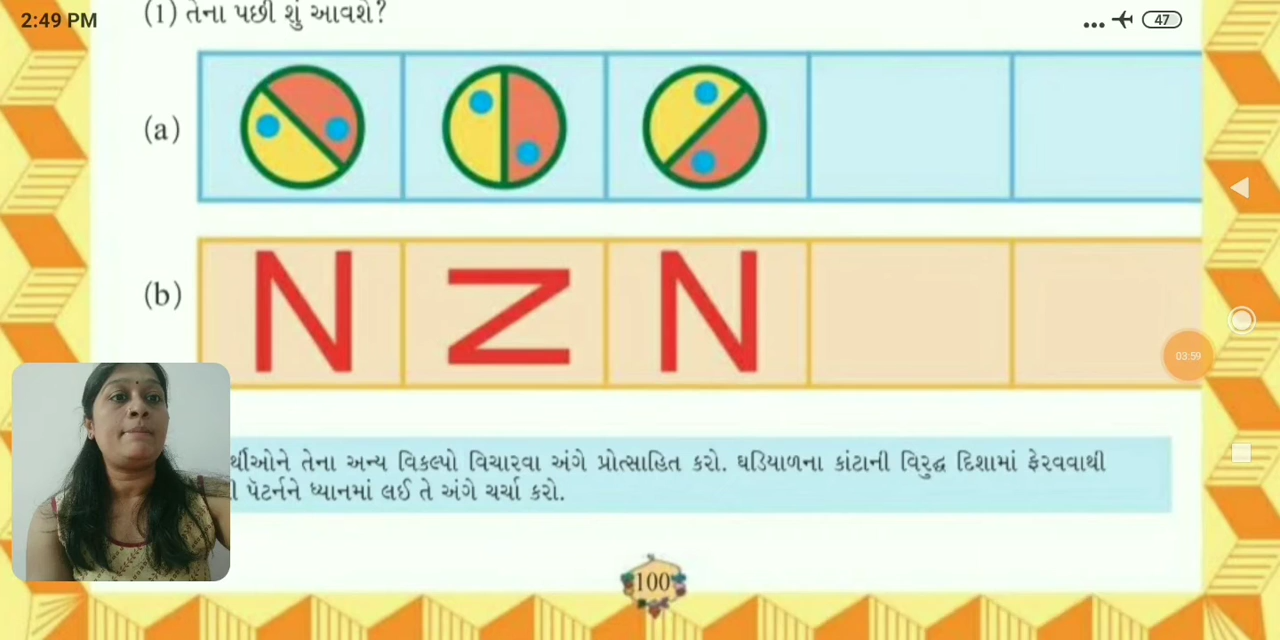 2:49 PM
47
(1) તેના પછી શું આવશે?
(a)
(b)
N Z N
03:59
ર્થીઓને તેના અન્ય વિકલ્પો વિચારવા અંગે પ્રોત્સાહિત કરો. ઘડિયાળના કાંટાની વિરુદ્ધ દિશામાં ફેરવવાથી
પૅટર્નને ધ્યાનમાં લઈ તે અંગે ચર્ચા કરો.
100